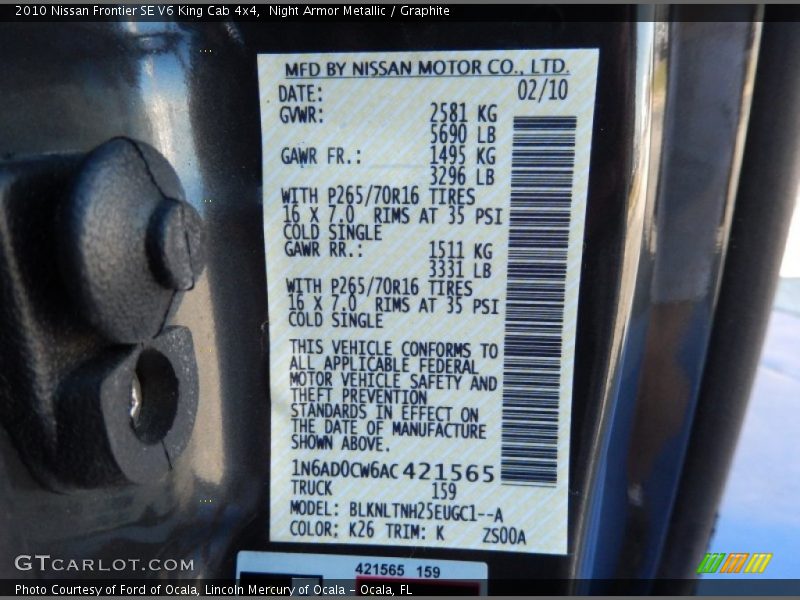 2010 Nissan Frontier SE V6 King Cab 4x4,  Night Armor Metallic / Graphite
MFD BY NISSAN MOTOR CO., LTD.
DATE: 02/10
GVWR: 2581 KG
5690 LB
GAWR FR.: 1495 KG
3296 LB
WITH P265/70R16 TIRES
16 X 7.0 RIMS AT 35 PSI
COLD SINGLE
GAWR RR.: 1511 KG
3331 LB
WITH P265/70R16 TIRES
16 X 7.0 RIMS AT 35 PSI
COLD SINGLE
THIS VEHICLE CONFORMS TO
ALL APPLICABLE FEDERAL
MOTOR VEHICLE SAFETY AND
THEFT PREVENTION
STANDARDS IN EFFECT ON
THE DATE OF MANUFACTURE
SHOWN ABOVE.
1N6AD0CW6AC421565
TRUCK 159
MODEL: BLKNLTNH25EUGC1--A
COLOR: K26 TRIM: K ZS00A
421565 159
GTCARLOT.COM
Photo Courtesy of Ford of Ocala, Lincoln Mercury of Ocala - Ocala, FL